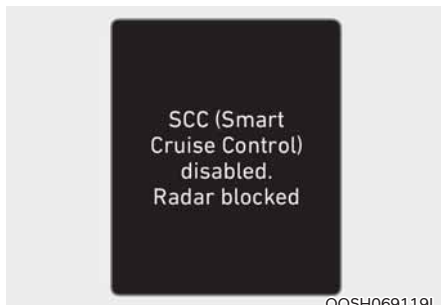 SCC (Smart
Cruise Control)
disabled.
Radar blocked
OOSH069119L